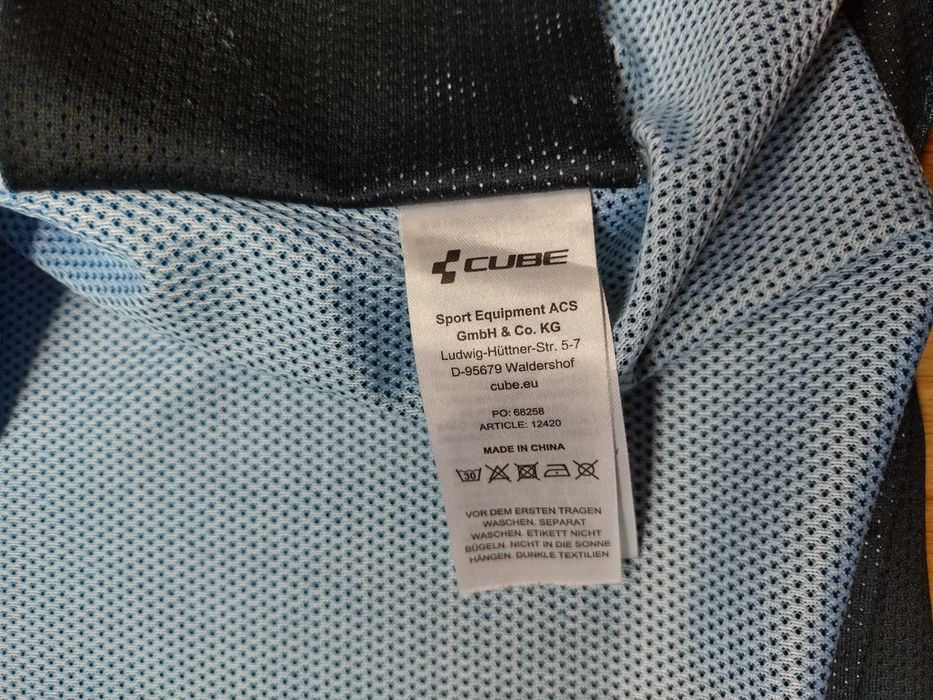 CUBE
Sport Equipment ACS
GmbH & Co. KG
Ludwig-Hüttner-Str. 5-7
D-95679 Waldershof
cube.eu
PO: 68258
ARTICLE: 12420
MADE IN CHINA
30
VOR DEM ERSTEN TRAGEN
WASCHEN. SEPARAT
WASCHEN. ETIKETT NICHT
BÜGELN. NICHT IN DIE SONNE
HÄNGEN. DUNKLE TEXTILIEN